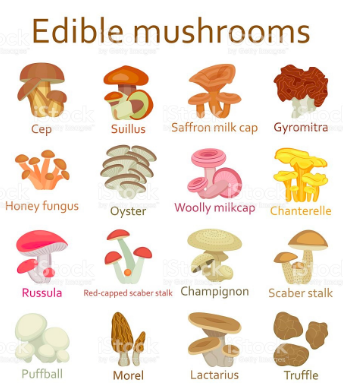 Edible mushrooms
Cep
Suillus
Saffron milk cap
Gyromitra
Honey fungus
Oyster
Woolly milkcap
Chanterelle
Russula
Red-capped scaber stalk
Champignon
Scaber stalk
Puffball
Morel
Lactarius
Truffle